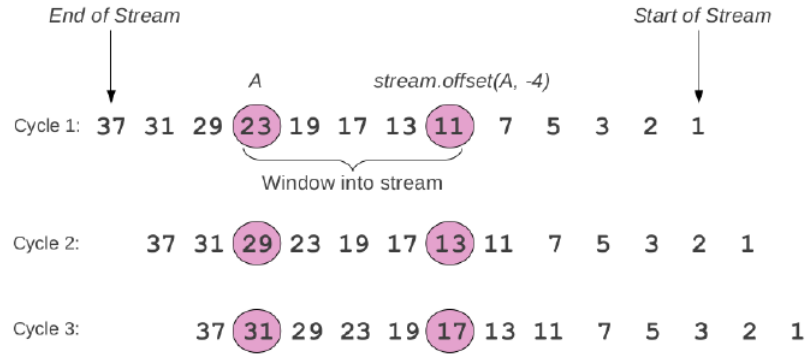 End of Stream Start of Stream
A stream.offset(A, -4)
Cycle 1: 37 31 29 23 19 17 13 11 7 5 3 2 1
Window into stream
Cycle 2: 37 31 29 23 19 17 13 11 7 5 3 2 1
Cycle 3: 37 31 29 23 19 17 13 11 7 5 3 2 1